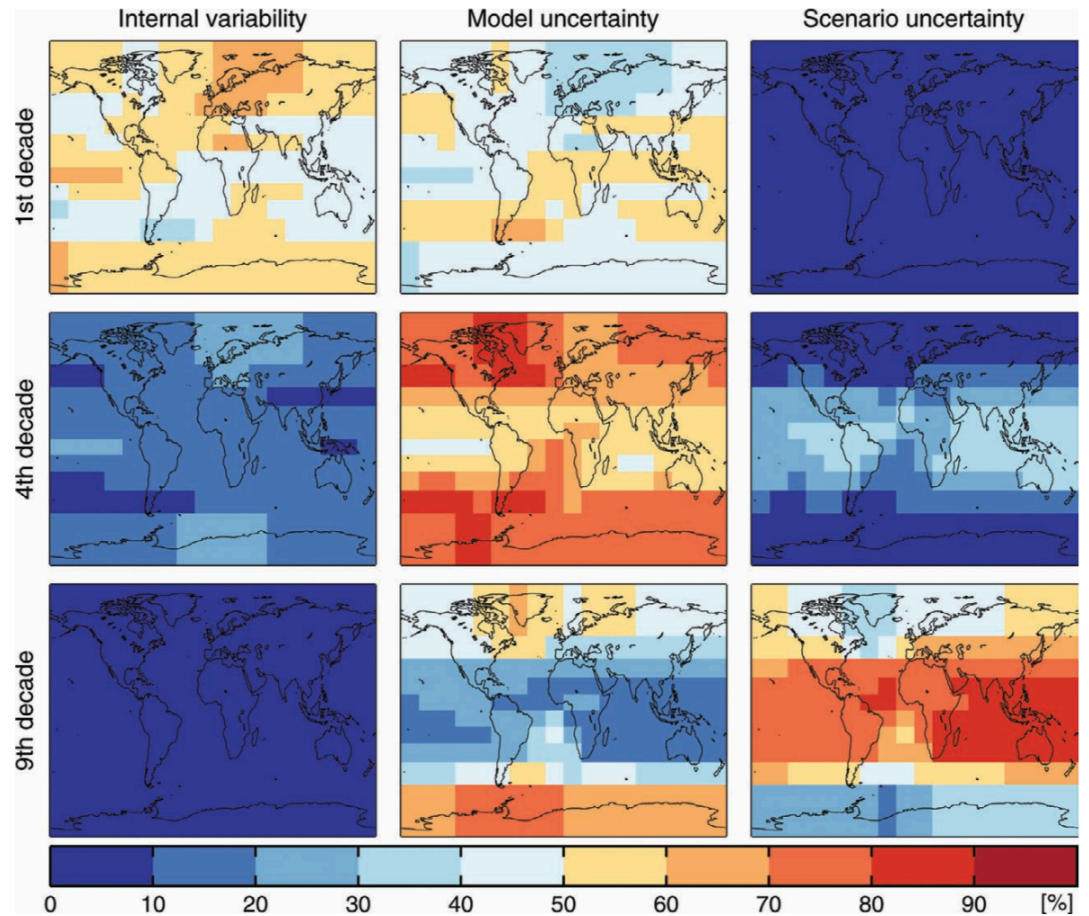 Internal variability Model uncertainty Scenario uncertainty
1st decade
4th decade
9th decade
0 10 20 30 40 50 60 70 80 90 [%]